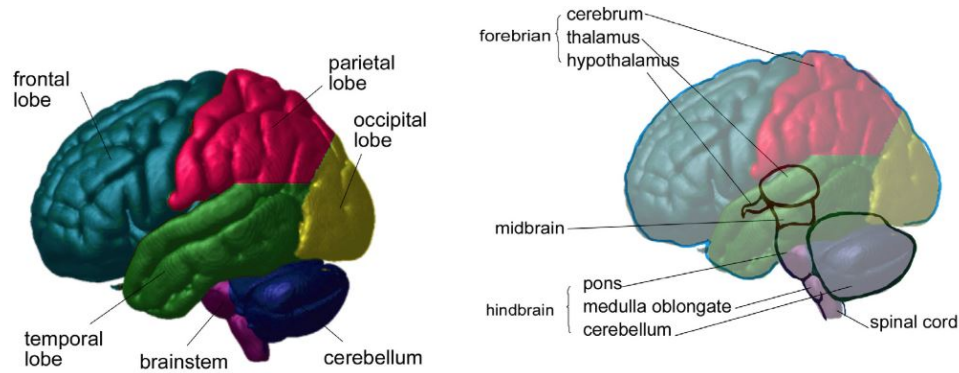 frontal
lobe
parietal
lobe
occipital
lobe
temporal
lobe
brainstem
cerebellum
forebrian
cerebrum
thalamus
hypothalamus
midbrain
hindbrain
pons
medulla oblongate
cerebellum
spinal cord